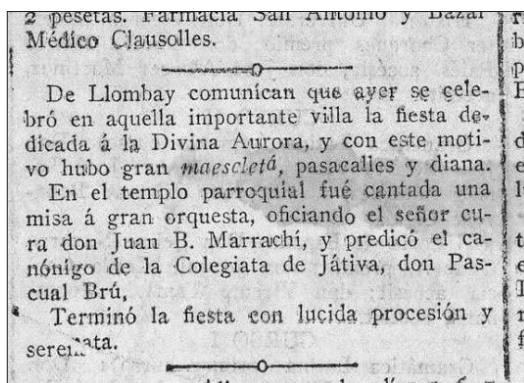 2 pesetas. Farmacia San Antonio y Bazar
Médico Clausolles.
De Llombay comunican que ayer se cele-
bró en aquella importante villa la fiesta de-
dicada á la Divina Aurora, y con este moti-
vo hubo gran maescletá, pasacalles y diana.
En el templo parroquial fué cantada una
misa á gran orquesta, oficiando el señor cu-
ra don Juan B. Marrachí, y predicó el ca-
nónigo de la Colegiata de Játiva, don Pas-
cual Brú,
Terminó la fiesta con lucida procesión y
serenata.